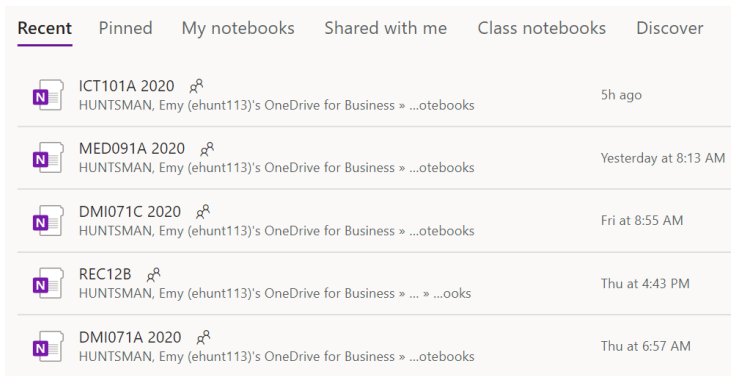 Recent Pinned My notebooks Shared with me Class notebooks Discover
ICT101A 2020
HUNTSMAN, Emy (ehunt113)'s OneDrive for Business » ...otebooks
5h ago
MED091A 2020
HUNTSMAN, Emy (ehunt113)'s OneDrive for Business » ...otebooks
Yesterday at 8:13 AM
DMI071C 2020
HUNTSMAN, Emy (ehunt113)'s OneDrive for Business » ...otebooks
Fri at 8:55 AM
REC12B
HUNTSMAN, Emy (ehunt113)'s OneDrive for Business » ... » ...ooks
Thu at 4:43 PM
DMI071A 2020
HUNTSMAN, Emy (ehunt113)'s OneDrive for Business » ...otebooks
Thu at 6:57 AM